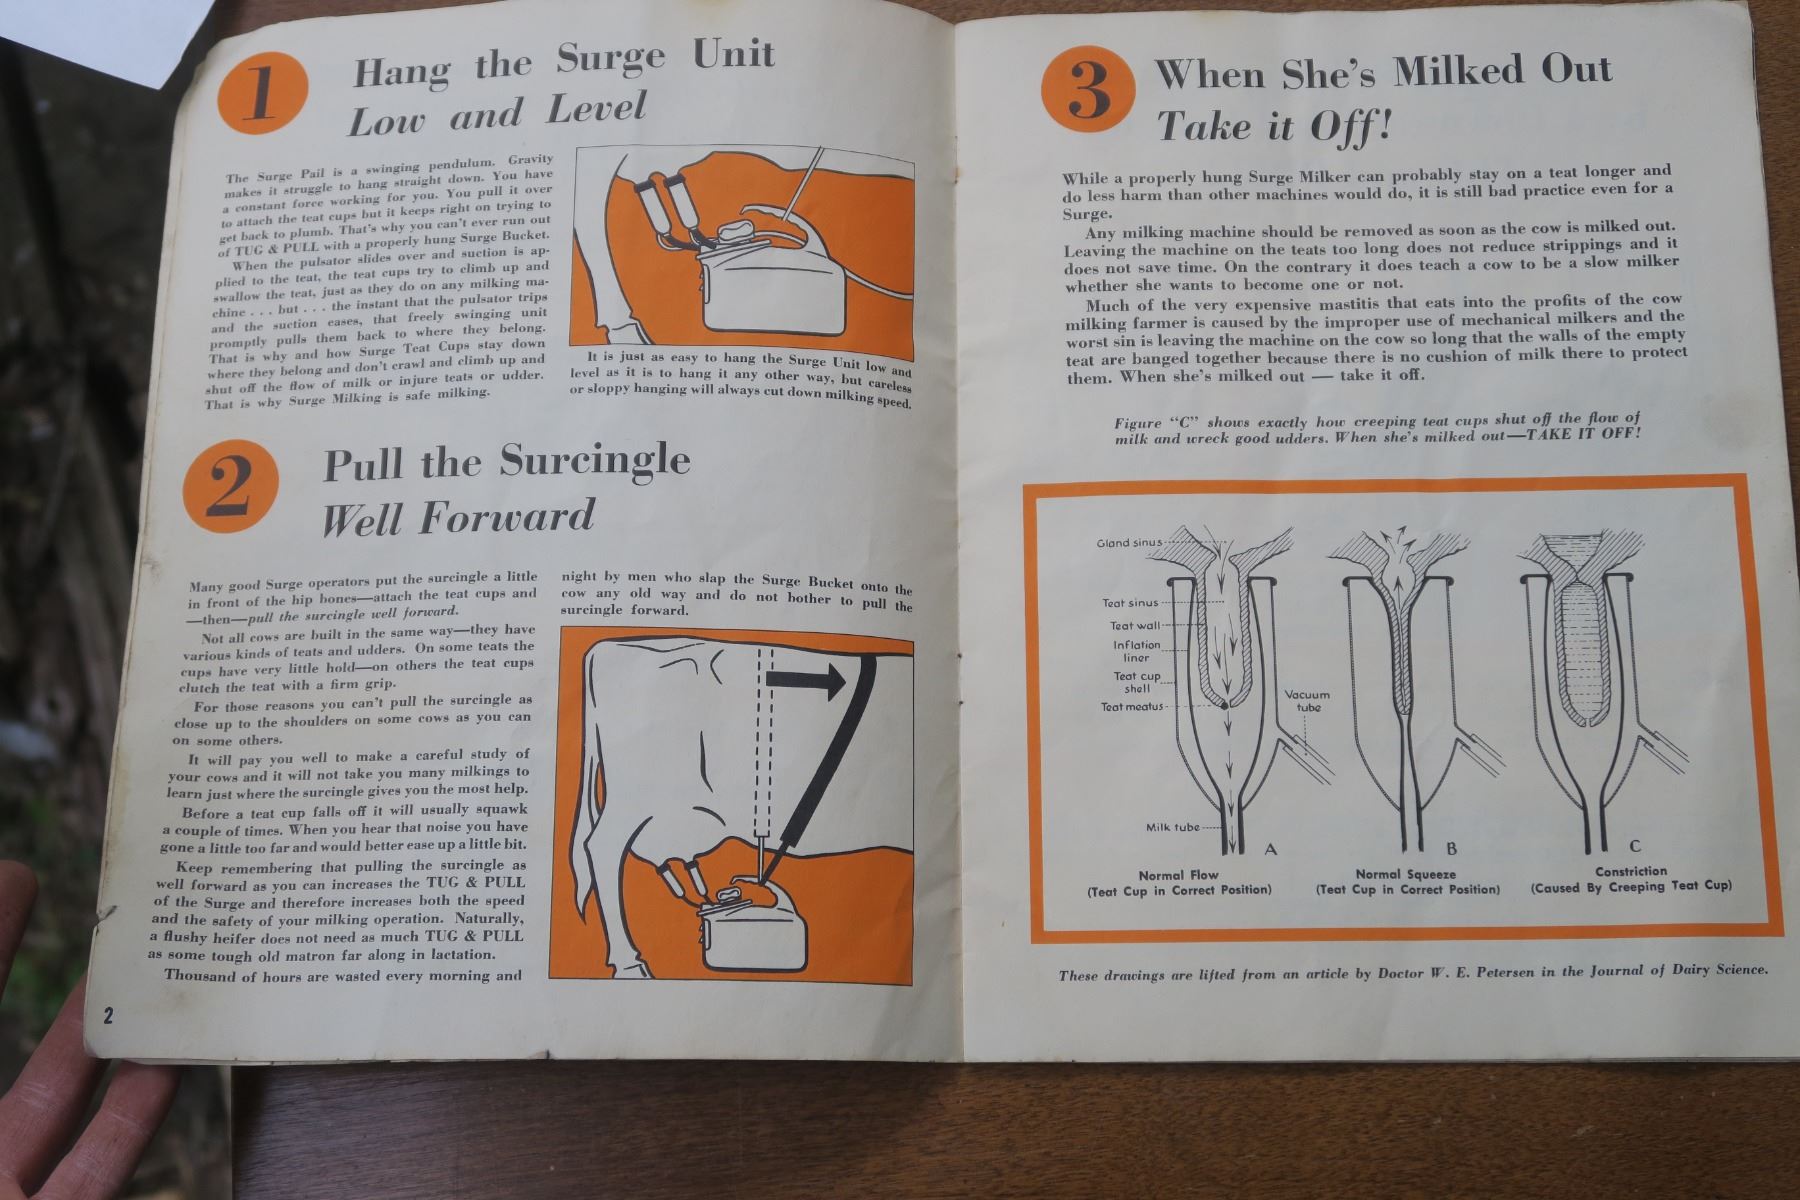 1
Hang the Surge Unit
Low and Level
The Surge Pail is a swinging pendulum. Gravity
makes it struggle to hang straight down. You have
a constant force working for you. You pull it over
to attach the teat cups but it keeps right on trying to
get back to plumb. That's why you can't ever run out
of TUG & PULL with a properly hung Surge Bucket.
When the pulsator slides over and suction is ap-
plied to the teat, the teat cups try to climb up and
swallow the teat, just as they do on any milking ma-
chine . . . but . . . the instant that the pulsator trips
and the suction eases, that freely swinging unit
promptly pulls them back to where they belong.
That is why and how Surge Teat Cups stay down
where they belong and don't crawl and climb up and
shut off the flow of milk or injure teats or udder.
That is why Surge Milking is safe milking.
It is just as easy to hang the Surge Unit low and
level as it is to hang it any other way, but careless
or sloppy hanging will always cut down milking speed.
2
Pull the Surcingle
Well Forward
Many good Surge operators put the surcingle a little
in front of the hip bones—attach the teat cups and
—then—pull the surcingle well forward.
Not all cows are built in the same way—they have
various kinds of teats and udders. On some teats the
cups have very little hold—on others the teat cups
clutch the teat with a firm grip.
For those reasons you can't pull the surcingle as
close up to the shoulders on some cows as you can
on some others.
It will pay you well to make a careful study of
your cows and it will not take you many milkings to
learn just where the surcingle gives you the most help.
Before a teat cup falls off it will usually squawk
a couple of times. When you hear that noise you have
gone a little too far and would better ease up a little bit.
Keep remembering that pulling the surcingle as
well forward as you can increases the TUG & PULL
of the Surge and therefore increases both the speed
and the safety of your milking operation. Naturally,
a flushy heifer does not need as much TUG & PULL
as some tough old matron far along in lactation.
Thousand of hours are wasted every morning and
night by men who slap the Surge Bucket onto the
cow any old way and do not bother to pull the
surcingle forward.
2
3
When She's Milked Out
Take it Off!
While a properly hung Surge Milker can probably stay on a teat longer and
do less harm than other machines would do, it is still bad practice even for a
Surge.
Any milking machine should be removed as soon as the cow is milked out.
Leaving the machine on the teats too long does not reduce strippings and it
does not save time. On the contrary it does teach a cow to be a slow milker
whether she wants to become one or not.
Much of the very expensive mastitis that eats into the profits of the cow
milking farmer is caused by the improper use of mechanical milkers and the
worst sin is leaving the machine on the cow so long that the walls of the empty
teat are banged together because there is no cushion of milk there to protect
them. When she's milked out — take it off.
Figure "C" shows exactly how creeping teat cups shut off the flow of
milk and wreck good udders. When she's milked out—TAKE IT OFF!
Gland sinus
Teat sinus
Teat wall
Inflation
liner
Teat cup
shell
Teat meatus
Vacuum
tube
Milk tube
A
B
C
Normal Flow
(Teat Cup in Correct Position)
Normal Squeeze
(Teat Cup in Correct Position)
Constriction
(Caused By Creeping Teat Cup)
These drawings are lifted from an article by Doctor W. E. Petersen in the Journal of Dairy Science.